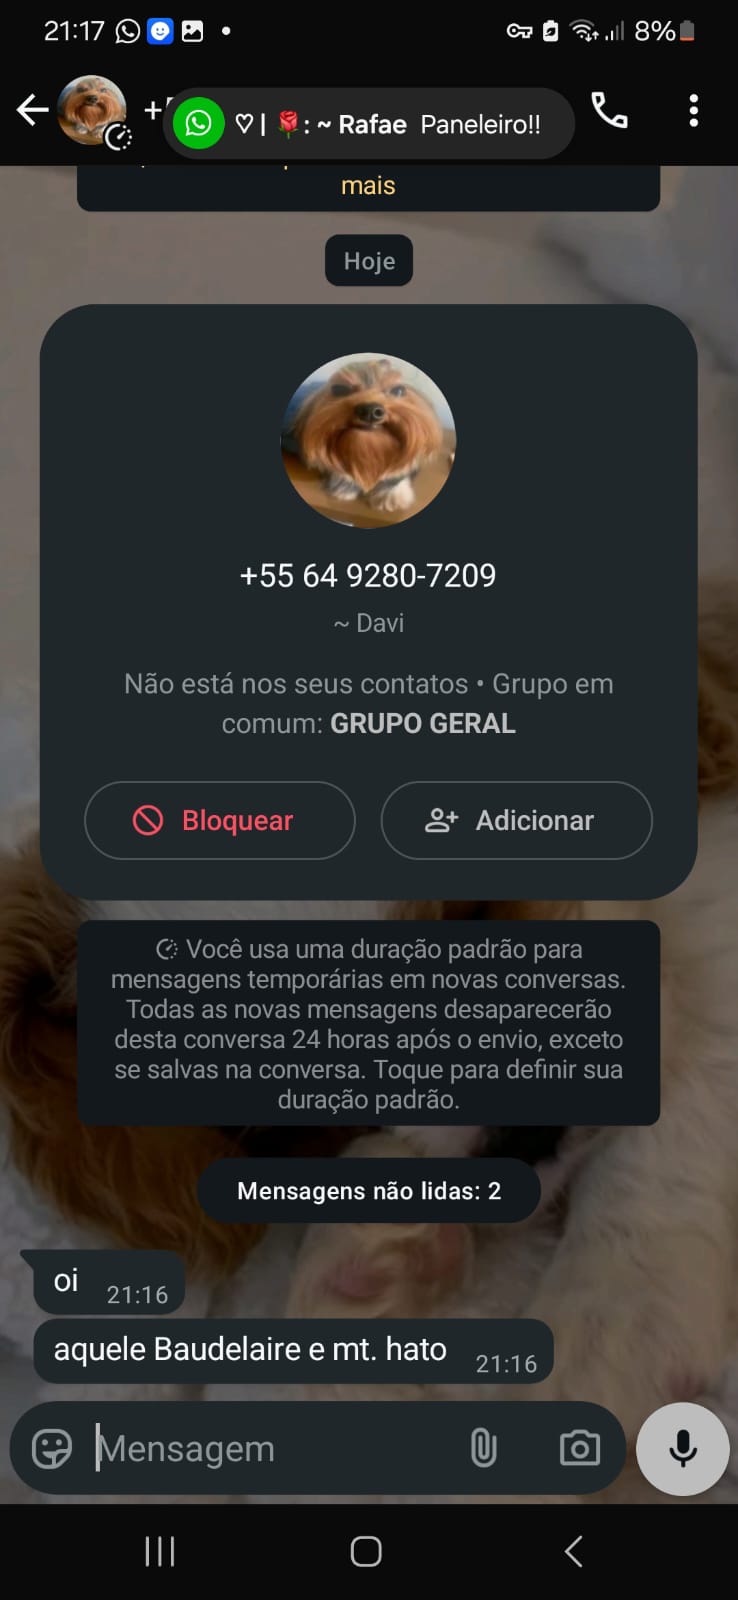 21:17 8%
♡ | 🌹: ~ Rafae Paneleiro!!
mais
Hoje
+55 64 9280-7209
~ Davi
Não está nos seus contatos • Grupo em
comum: GRUPO GERAL
Bloquear Adicionar
Você usa uma duração padrão para
mensagens temporárias em novas conversas.
Todas as novas mensagens desaparecerão
desta conversa 24 horas após o envio, exceto
se salvas na conversa. Toque para definir sua
duração padrão.
Mensagens não lidas: 2
oi 21:16
aquele Baudelaire e mt. hato 21:16
Mensagem